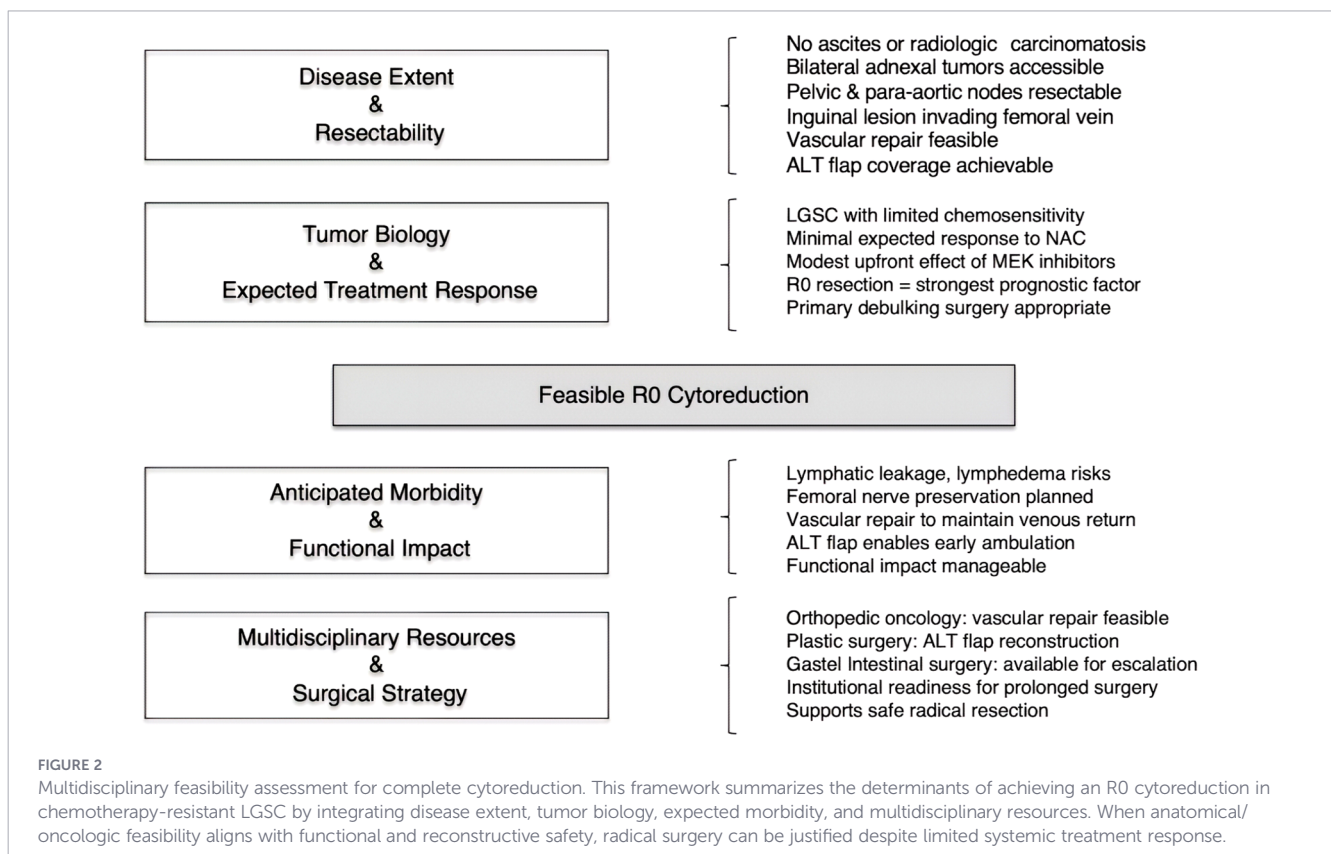 Disease Extent
&
Resectability
No ascites or radiologic carcinomatosis
Bilateral adnexal tumors accessible
Pelvic & para-aortic nodes resectable
Inguinal lesion invading femoral vein
Vascular repair feasible
ALT flap coverage achievable
Tumor Biology
&
Expected Treatment Response
LGSC with limited chemosensitivity
Minimal expected response to NAC
Modest upfront effect of MEK inhibitors
R0 resection = strongest prognostic factor
Primary debulking surgery appropriate
Feasible R0 Cytoreduction
Anticipated Morbidity
&
Functional Impact
Lymphatic leakage, lymphedema risks
Femoral nerve preservation planned
Vascular repair to maintain venous return
ALT flap enables early ambulation
Functional impact manageable
Multidisciplinary Resources
&
Surgical Strategy
Orthopedic oncology: vascular repair feasible
Plastic surgery: ALT flap reconstruction
Gastel Intestinal surgery: available for escalation
Institutional readiness for prolonged surgery
Supports safe radical resection
FIGURE 2
Multidisciplinary feasibility assessment for complete cytoreduction. This framework summarizes the determinants of achieving an R0 cytoreduction in
chemotherapy-resistant LGSC by integrating disease extent, tumor biology, expected morbidity, and multidisciplinary resources. When anatomical/
oncologic feasibility aligns with functional and reconstructive safety, radical surgery can be justified despite limited systemic treatment response.